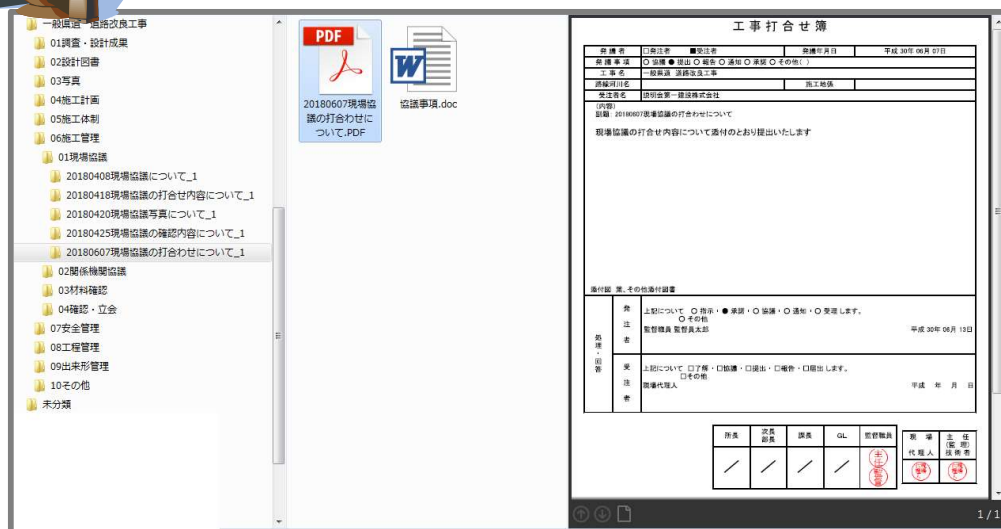 一般県道 道路改良工事
01調査・設計成果
02設計図書
03写真
04施工計画
05施工体制
06施工管理
01現場協議
20180408現場協議について_1
20180418現場協議の打合せ内容について_1
20180420現場協議写真について_1
20180425現場協議の確認内容について_1
20180607現場協議の打合わせについて_1
02関係機関協議
03材料確認
04確認・立会
07安全管理
08工程管理
09出来形管理
10その他
未分類
PDF
20180607現場協
議の打合わせに
ついて.PDF
W
協議事項.doc
工事打合せ簿
発議者 □発注者 ■受注者 発議年月日 平成 30年 06月 07日
発議事項 ○ 協議 ● 提出 ○ 報告 ○ 通知 ○ 承諾 ○ その他( )
工事名 一般県道 道路改良工事
路線河川名 施工地係
受注者名 説明会第一建設株式会社
(内容)
副題: 20180607現場協議の打合わせについて
現場協議の打合せ内容について添付のとおり提出いたします
添付図 葉、その他添付図書
処理・回答
発注者
上記について ○ 指示・● 承諾・○ 協議・○ 通知・○ 受理 します。
○ その他
監督職員 監督員太郎 平成 30年 06月 13日
受注者
上記について □了解・□協議・□提出・□報告・□届出 します。
□その他
現場代理人 平成 年 月 日
所長 次長 部長 課長 GL 監督職員 現場代理人 主任(監理)技術者
主任監督
1 / 1